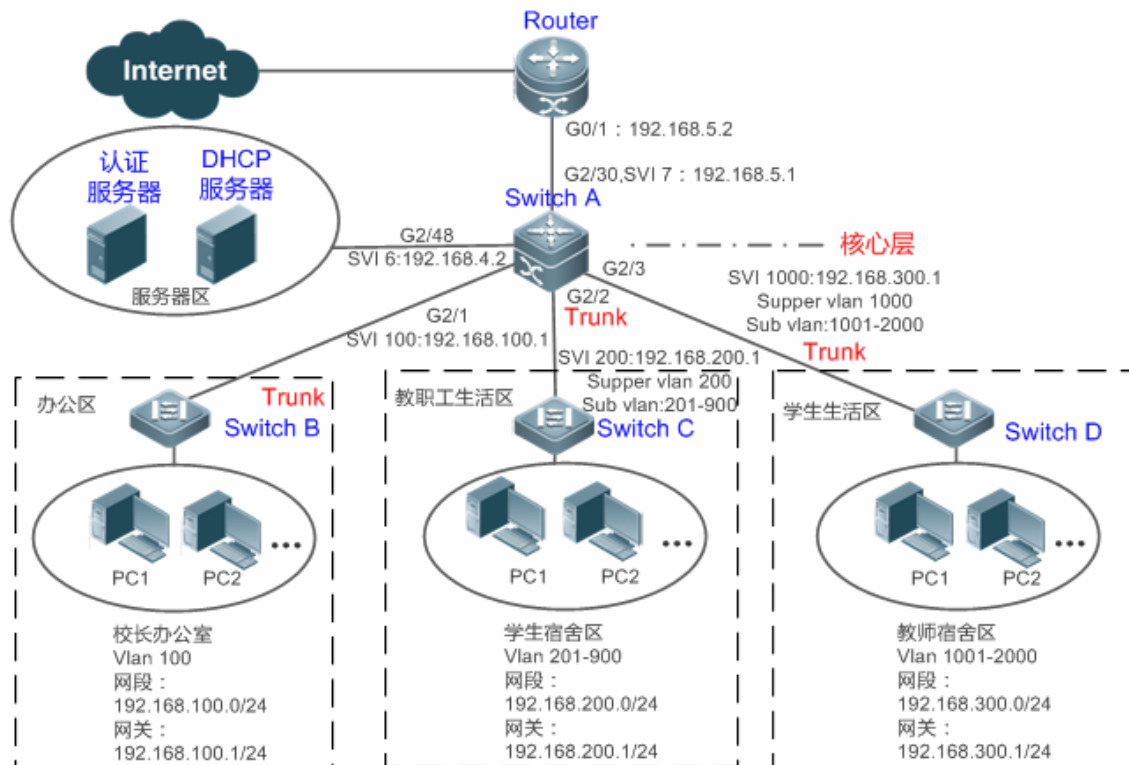 Router
Internet
G0/1：192.168.5.2
认证
服务器
DHCP
服务器
G2/30,SVI 7：192.168.5.1
Switch A
G2/48
SVI 6:192.168.4.2
服务器区
核心层
G2/3
SVI 1000:192.168.300.1
Supper vlan 1000
Sub vlan:1001-2000
Trunk
G2/2
Trunk
G2/1
SVI 100:192.168.100.1
SVI 200:192.168.200.1
Supper vlan 200
Sub vlan:201-900
办公区
Trunk
Switch B
PC1
PC2
...
校长办公室
Vlan 100
网段：
192.168.100.0/24
网关：
192.168.100.1/24
教职工生活区
Switch C
PC1
PC2
...
学生宿舍区
Vlan 201-900
网段：
192.168.200.0/24
网关：
192.168.200.1/24
学生生活区
Switch D
PC1
PC2
...
教师宿舍区
Vlan 1001-2000
网段：
192.168.300.0/24
网关：
192.168.300.1/24